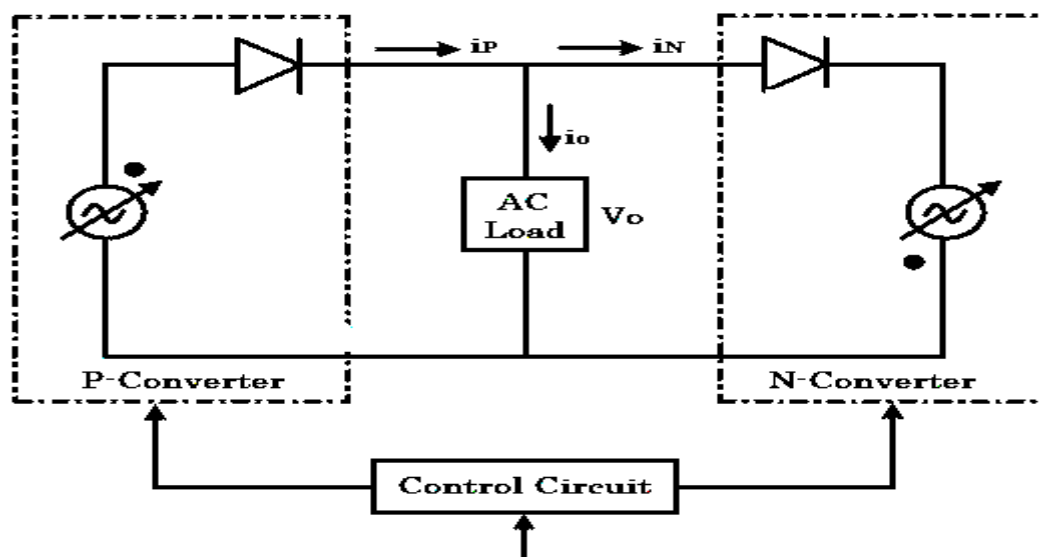 iP
iN
io
AC
Load
Vo
P-Converter
N-Converter
Control Circuit